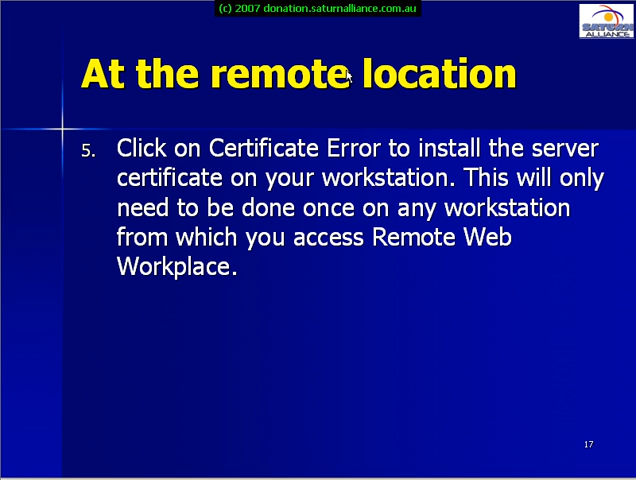 (c) 2007 donation.saturnalliance.com.au
SATURN
ALLIANCE
At the remote location
5. Click on Certificate Error to install the server
certificate on your workstation. This will only
need to be done once on any workstation
from which you access Remote Web
Workplace.
17